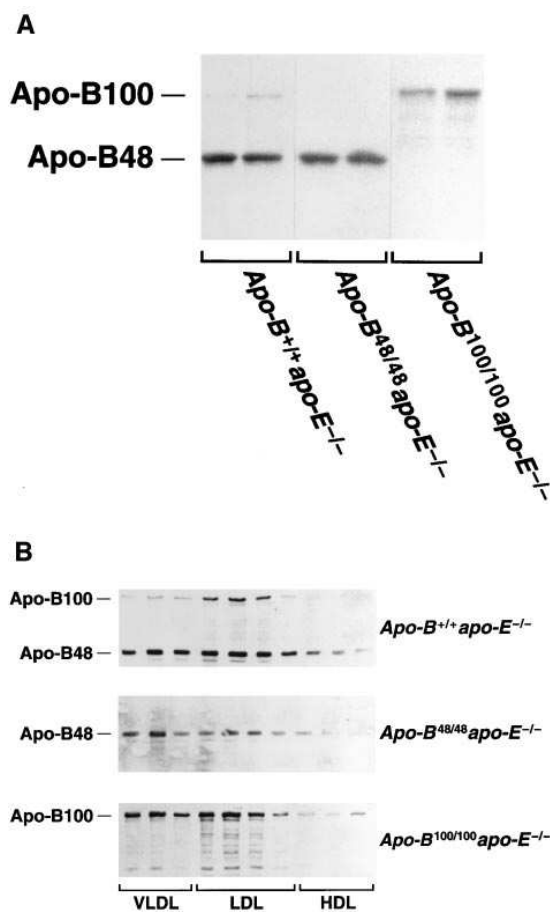 A
Apo-B100
Apo-B48
Apo-B+/+ apo-E–/–
Apo-B48/48 apo-E–/–
Apo-B100/100 apo-E–/–
B
Apo-B100
Apo-B48
Apo-B+/+ apo-E–/–
Apo-B48
Apo-B48/48 apo-E–/–
Apo-B100
Apo-B100/100 apo-E–/–
VLDL LDL HDL